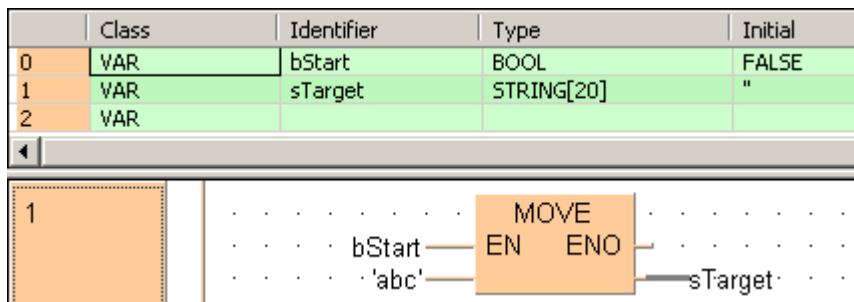 Class Identifier Type Initial
0 VAR bStart BOOL FALSE
1 VAR sTarget STRING[20] ''
2 VAR
1 MOVE
bStart EN ENO
'abc' sTarget